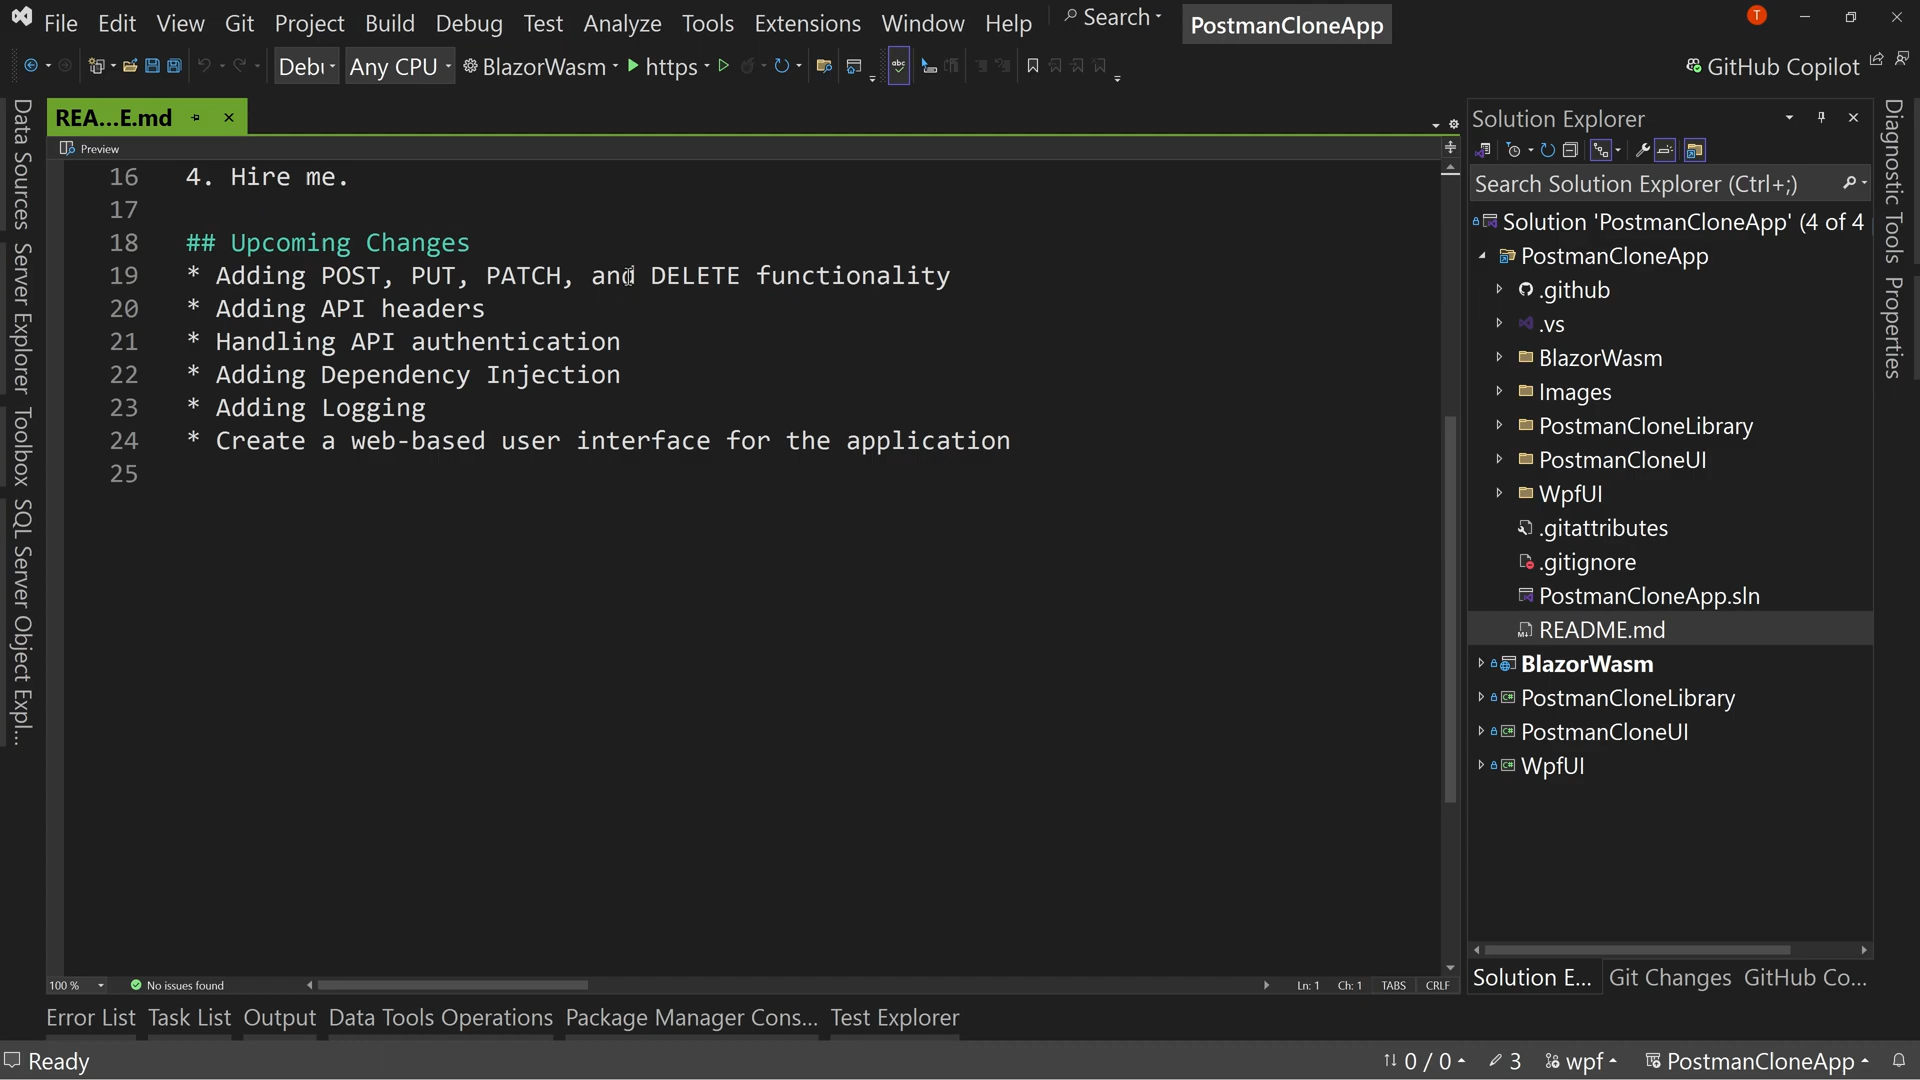 File Edit View Git Project Build Debug Test Analyze Tools Extensions Window Help Search PostmanCloneApp
Debu Any CPU BlazorWasm https GitHub Copilot
REA...E.md
Preview
16 4. Hire me.
17
18 ## Upcoming Changes
19 * Adding POST, PUT, PATCH, and DELETE functionality
20 * Adding API headers
21 * Handling API authentication
22 * Adding Dependency Injection
23 * Adding Logging
24 * Create a web-based user interface for the application
25
100 % No issues found Ln: 1 Ch: 1 TABS CRLF
Data Sources
Server Explorer
Toolbox
SQL Server Object Expl...
Solution Explorer
Search Solution Explorer (Ctrl+;)
Solution 'PostmanCloneApp' (4 of 4
PostmanCloneApp
.github
.vs
BlazorWasm
Images
PostmanCloneLibrary
PostmanCloneUI
WpfUI
.gitattributes
.gitignore
PostmanCloneApp.sln
README.md
BlazorWasm
PostmanCloneLibrary
PostmanCloneUI
WpfUI
Solution E... Git Changes GitHub Co...
Diagnostic Tools
Properties
Error List Task List Output Data Tools Operations Package Manager Cons... Test Explorer
Ready 0 / 0 3 wpf PostmanCloneApp
T
abc